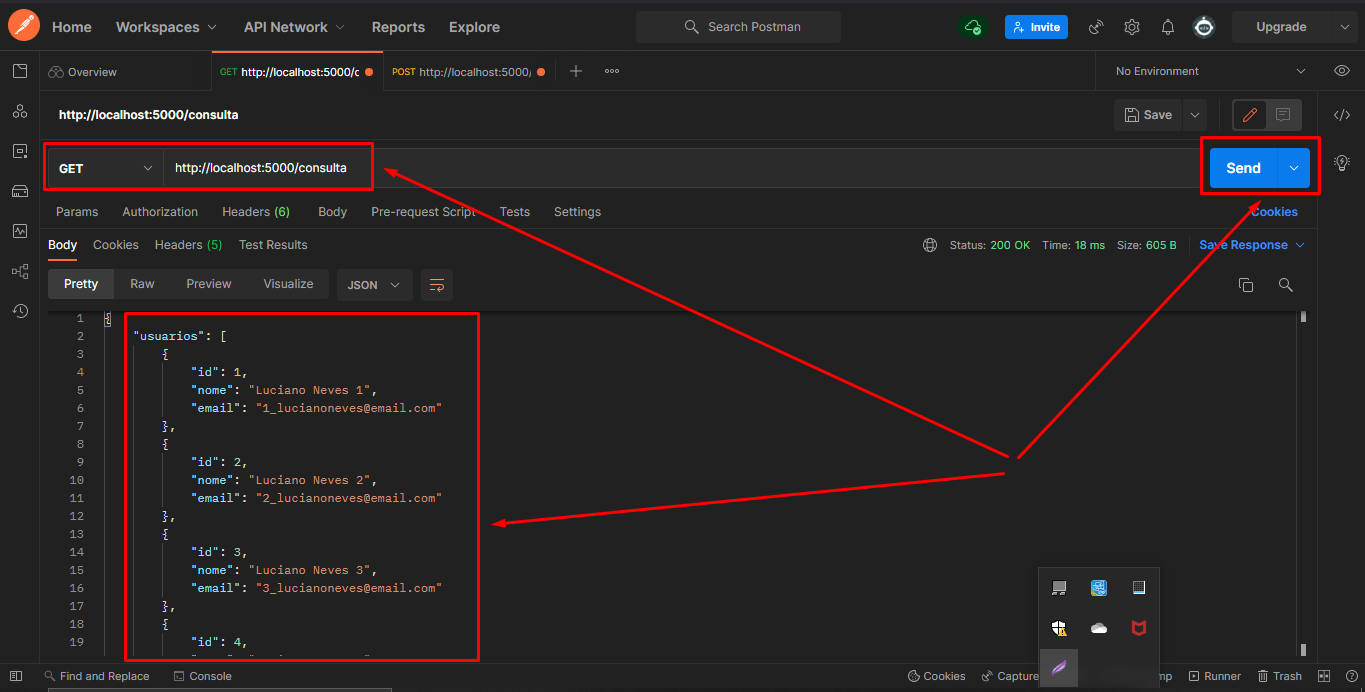 Home Workspaces API Network Reports Explore Search Postman Invite Upgrade
Overview GET http://localhost:5000/c POST http://localhost:5000/ No Environment
http://localhost:5000/consulta Save
GET http://localhost:5000/consulta Send
Params Authorization Headers (6) Body Pre-request Script Tests Settings Cookies
Body Cookies Headers (5) Test Results Status: 200 OK Time: 18 ms Size: 605 B Save Response
Pretty Raw Preview Visualize JSON
1 {
2 "usuarios": [
3 {
4 "id": 1,
5 "nome": "Luciano Neves 1",
6 "email": "1_lucianoneves@email.com"
7 },
8 {
9 "id": 2,
10 "nome": "Luciano Neves 2",
11 "email": "2_lucianoneves@email.com"
12 },
13 {
14 "id": 3,
15 "nome": "Luciano Neves 3",
16 "email": "3_lucianoneves@email.com"
17 },
18 {
19 "id": 4,
Find and Replace Console Cookies Capture mp Runner Trash